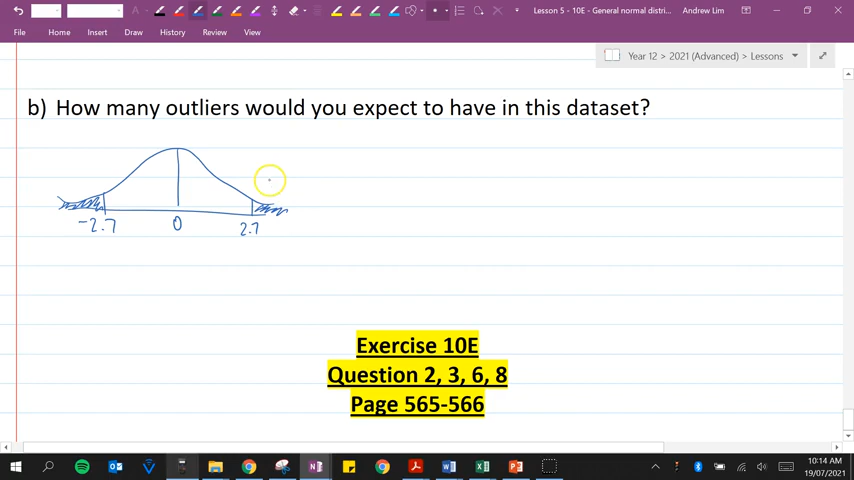 Lesson 5 - 10E - General normal distri...
Andrew Lim
File Home Insert Draw History Review View
Year 12 > 2021 (Advanced) > Lessons
b) How many outliers would you expect to have in this dataset?
-2.7 0 2.7
Exercise 10E
Question 2, 3, 6, 8
Page 565-566
10:14 AM
19/07/2021